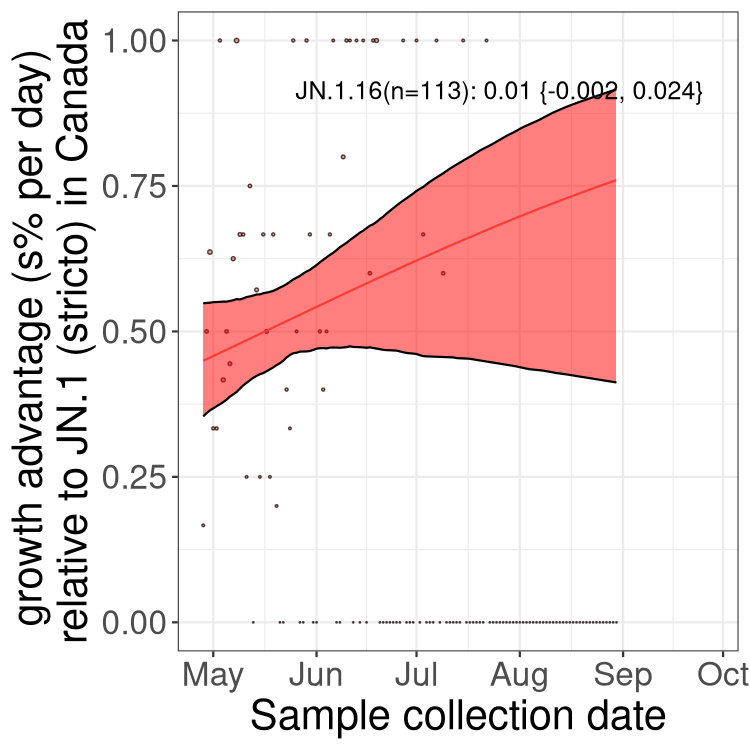 growth advantage (s% per day)
relative to JN.1 (stricto) in Canada
1.00
0.75
0.50
0.25
0.00
JN.1.16(n=113): 0.01 {-0.002, 0.024}
May Jun Jul Aug Sep Oct
Sample collection date